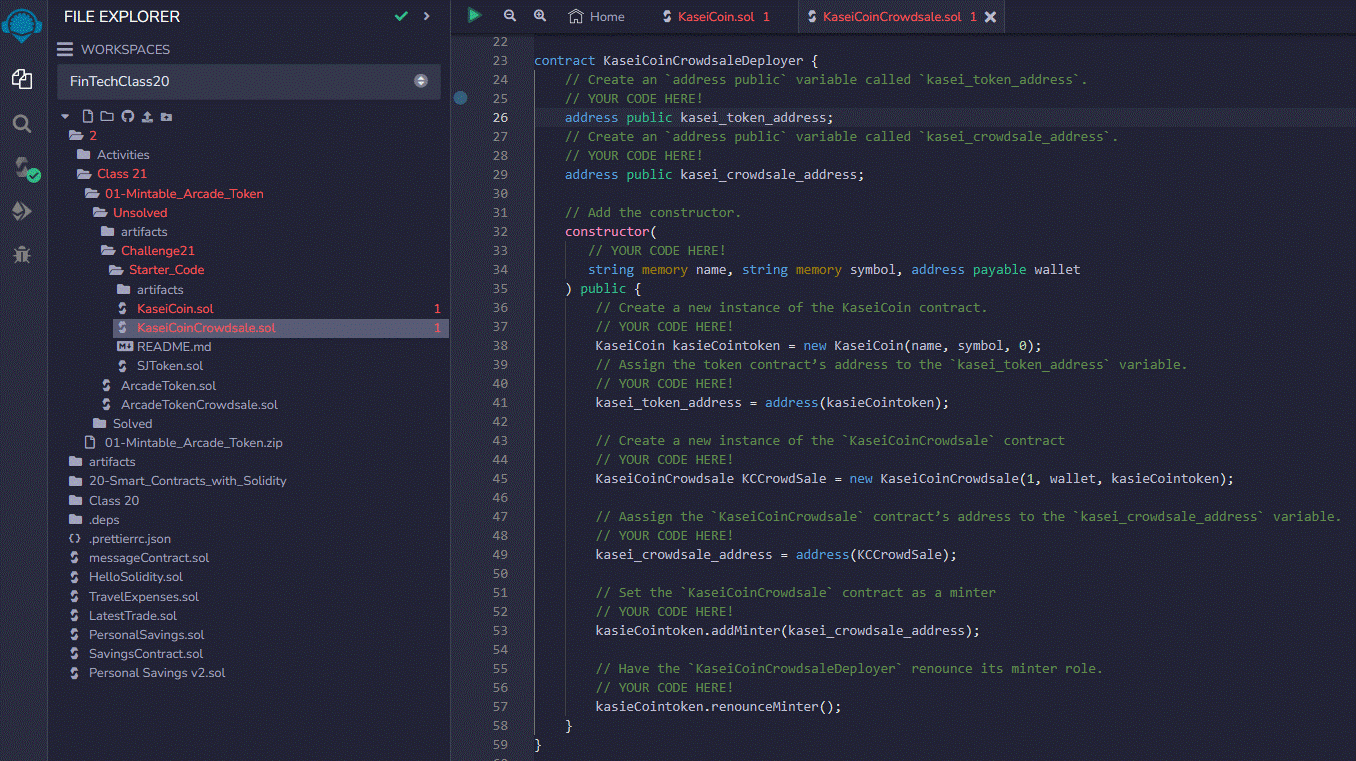 FILE EXPLORER
WORKSPACES
FinTechClass20
2
Activities
Class 21
01-Mintable_Arcade_Token
Unsolved
artifacts
Challenge21
Starter_Code
artifacts
KaseiCoin.sol 1
KaseiCoinCrowdsale.sol 1
README.md
SJToken.sol
ArcadeToken.sol
ArcadeTokenCrowdsale.sol
Solved
01-Mintable_Arcade_Token.zip
artifacts
20-Smart_Contracts_with_Solidity
Class 20
.deps
.prettierrc.json
messageContract.sol
HelloSolidity.sol
TravelExpenses.sol
LatestTrade.sol
PersonalSavings.sol
SavingsContract.sol
Personal Savings v2.sol
Home KaseiCoin.sol 1 KaseiCoinCrowdsale.sol 1
22
23 contract KaseiCoinCrowdsaleDeployer {
24 // Create an `address public` variable called `kasei_token_address`.
25 // YOUR CODE HERE!
26 address public kasei_token_address;
27 // Create an `address public` variable called `kasei_crowdsale_address`.
28 // YOUR CODE HERE!
29 address public kasei_crowdsale_address;
30
31 // Add the constructor.
32 constructor(
33 // YOUR CODE HERE!
34 string memory name, string memory symbol, address payable wallet
35 ) public {
36 // Create a new instance of the KaseiCoin contract.
37 // YOUR CODE HERE!
38 KaseiCoin kasieCointoken = new KaseiCoin(name, symbol, 0);
39 // Assign the token contract’s address to the `kasei_token_address` variable.
40 // YOUR CODE HERE!
41 kasei_token_address = address(kasieCointoken);
42
43 // Create a new instance of the `KaseiCoinCrowdsale` contract
44 // YOUR CODE HERE!
45 KaseiCoinCrowdsale KCCrowdSale = new KaseiCoinCrowdsale(1, wallet, kasieCointoken);
46
47 // Aassign the `KaseiCoinCrowdsale` contract’s address to the `kasei_crowdsale_address` variable.
48 // YOUR CODE HERE!
49 kasei_crowdsale_address = address(KCCrowdSale);
50
51 // Set the `KaseiCoinCrowdsale` contract as a minter
52 // YOUR CODE HERE!
53 kasieCointoken.addMinter(kasei_crowdsale_address);
54
55 // Have the `KaseiCoinCrowdsaleDeployer` renounce its minter role.
56 // YOUR CODE HERE!
57 kasieCointoken.renounceMinter();
58 }
59 }